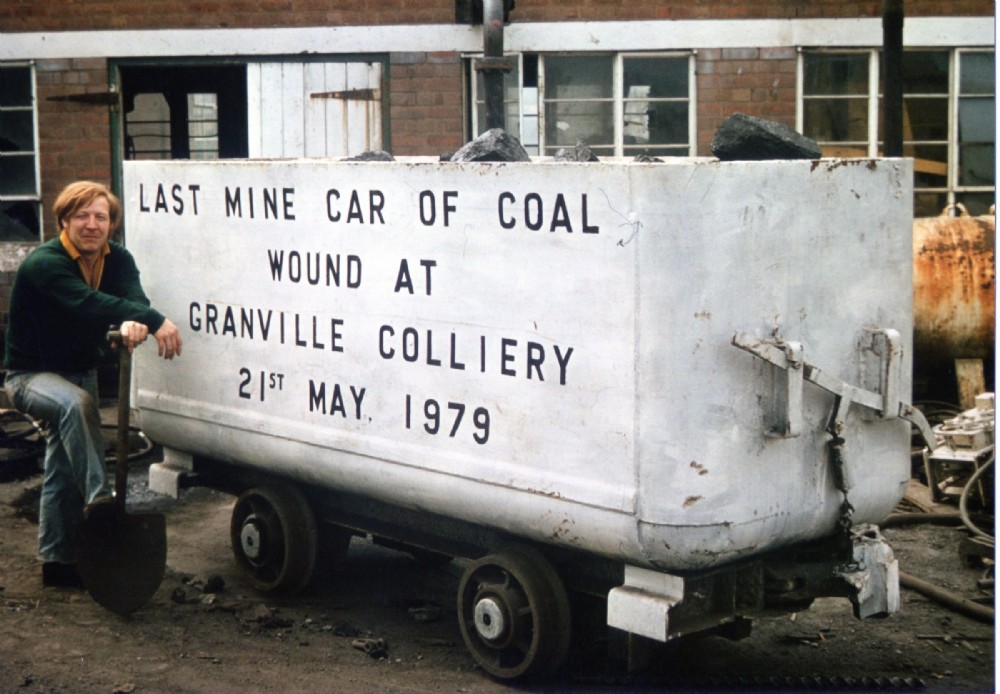 LAST MINE CAR OF COAL
WOUND AT
GRANVILLE COLLIERY
21ST MAY. 1979